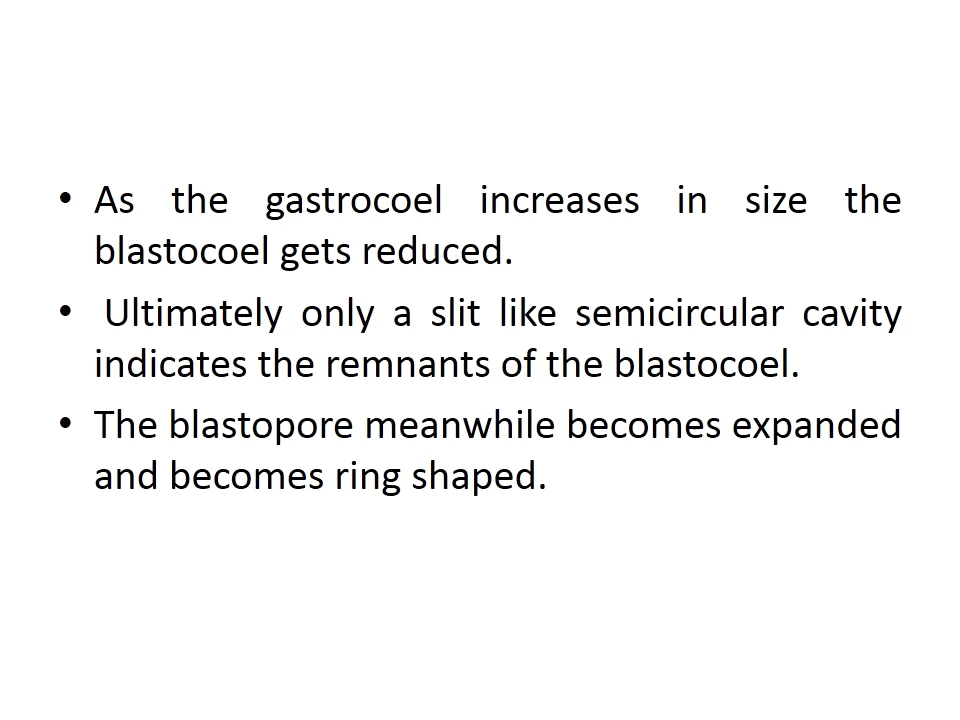 • As the gastrocoel increases in size the
blastocoel gets reduced.
• Ultimately only a slit like semicircular cavity
indicates the remnants of the blastocoel.
• The blastopore meanwhile becomes expanded
and becomes ring shaped.